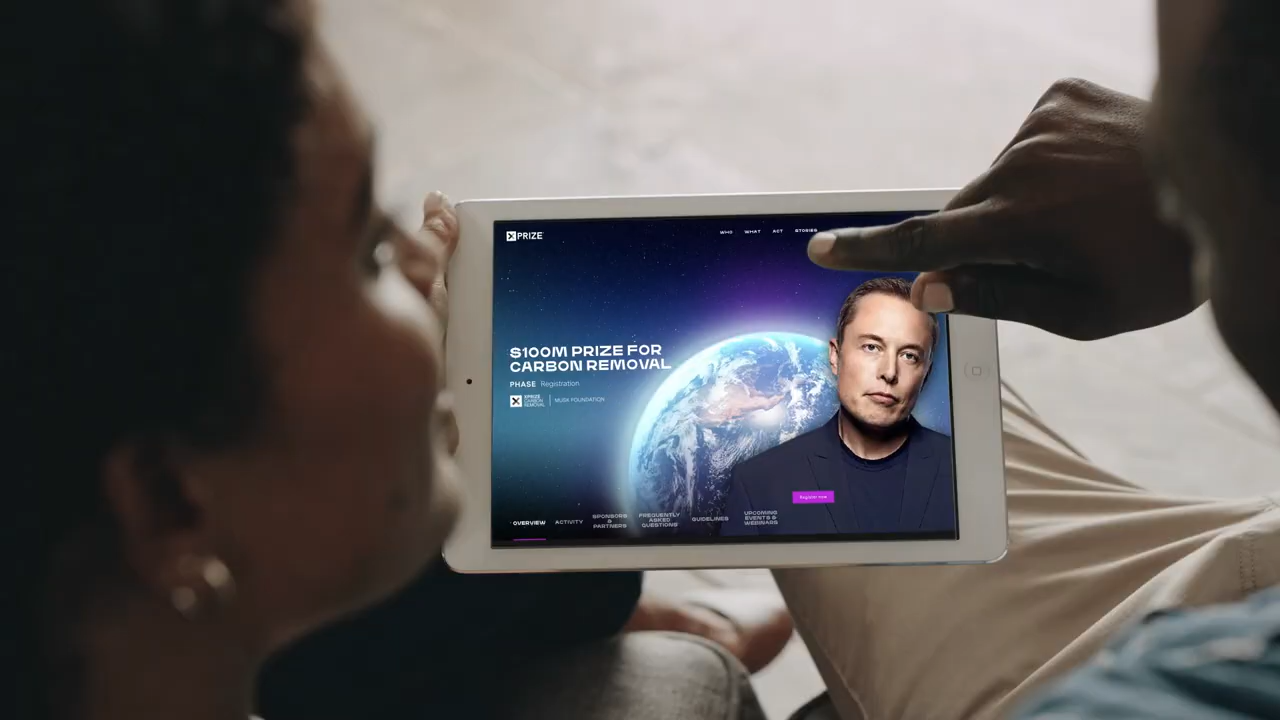 XPRIZE
WHO WHAT ACT STORIES
$100M PRIZE FOR
CARBON REMOVAL
PHASE Registration
XPRIZE
CARBON
REMOVAL
MUSK FOUNDATION
Register now
OVERVIEW
ACTIVITY
SPONSORS
&
PARTNERS
FREQUENTLY
ASKED
QUESTIONS
GUIDELINES
UPCOMING
EVENTS &
WEBINARS